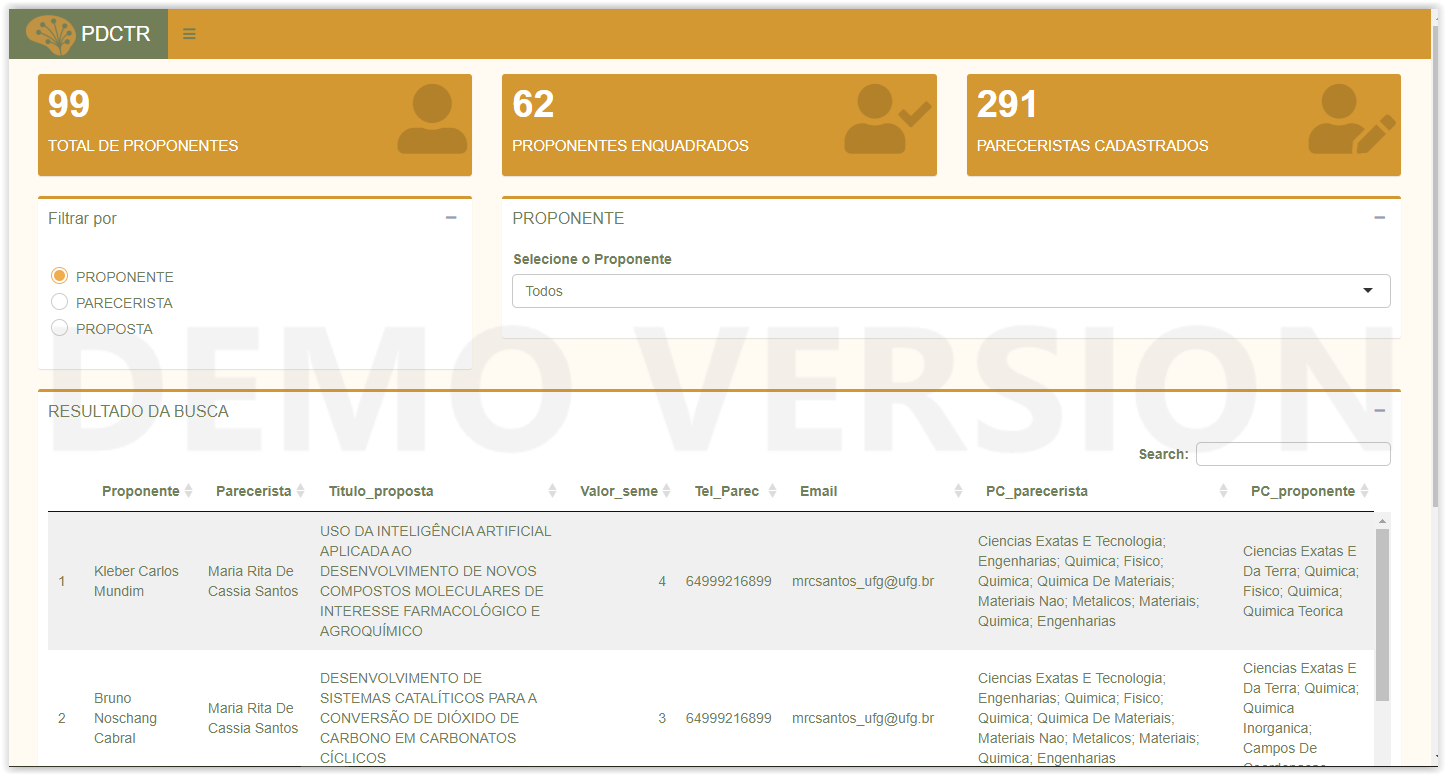 PDCTR
99
TOTAL DE PROPONENTES
62
PROPONENTES ENQUADRADOS
291
PARECERISTAS CADASTRADOS
Filtrar por
PROPONENTE
PARECERISTA
PROPOSTA
PROPONENTE
Selecione o Proponente
Todos
DEMO VERSION
RESULTADO DA BUSCA
Search:
Proponente Parecerista Titulo_proposta Valor_seme Tel_Parec Email PC_parecerista PC_proponente
1
Kleber Carlos
Mundim
Maria Rita De
Cassia Santos
USO DA INTELIGÊNCIA ARTIFICIAL
APLICADA AO
DESENVOLVIMENTO DE NOVOS
COMPOSTOS MOLECULARES DE
INTERESSE FARMACOLÓGICO E
AGROQUÍMICO
4
64999216899
mrcsantos_ufg@ufg.br
Ciencias Exatas E Tecnologia;
Engenharias; Quimica; Fisico;
Quimica; Quimica De Materiais;
Materiais Nao; Metalicos; Materiais;
Quimica; Engenharias
Ciencias Exatas E
Da Terra; Quimica;
Fisico; Quimica;
Quimica Teorica
2
Bruno
Noschang
Cabral
Maria Rita De
Cassia Santos
DESENVOLVIMENTO DE
SISTEMAS CATALÍTICOS PARA A
CONVERSÃO DE DIÓXIDO DE
CARBONO EM CARBONATOS
CÍCLICOS
3
64999216899
mrcsantos_ufg@ufg.br
Ciencias Exatas E Tecnologia;
Engenharias; Quimica; Fisico;
Quimica; Quimica De Materiais;
Materiais Nao; Metalicos; Materiais;
Quimica; Engenharias
Ciencias Exatas E
Da Terra; Quimica;
Quimica
Inorganica;
Campos De